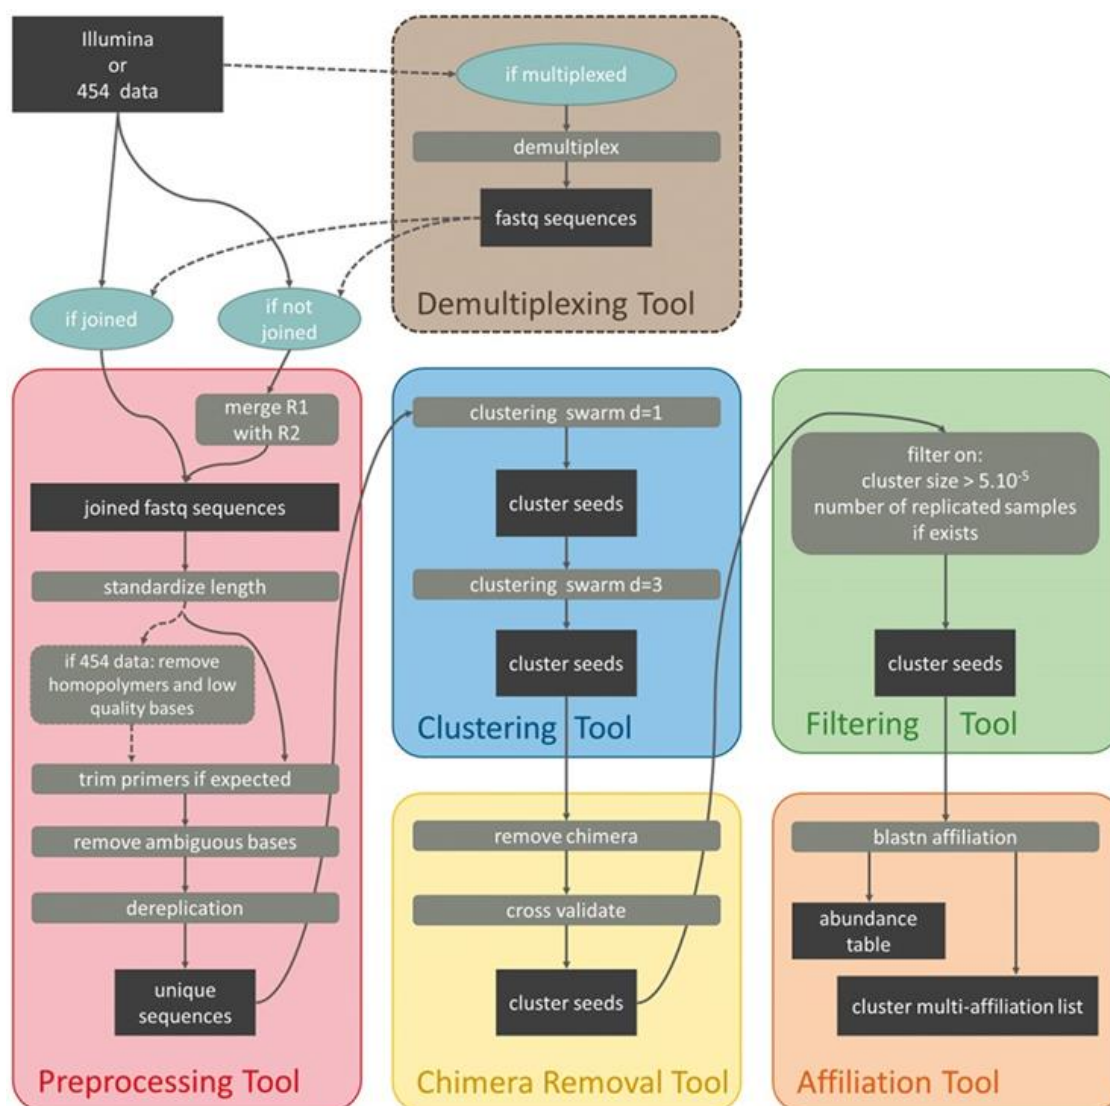 Illumina
or
454 data
if multiplexed
demultiplex
fastq sequences
Demultiplexing Tool
if joined
if not
joined
merge R1
with R2
joined fastq sequences
standardize length
if 454 data: remove
homopolymers and low
quality bases
trim primers if expected
remove ambiguous bases
dereplication
unique
sequences
Preprocessing Tool
clustering swarm d=1
cluster seeds
clustering swarm d=3
cluster seeds
Clustering Tool
remove chimera
cross validate
cluster seeds
Chimera Removal Tool
filter on:
cluster size > 5.10⁻⁵
number of replicated samples
if exists
cluster seeds
Filtering Tool
blastn affiliation
abundance
table
cluster multi-affiliation list
Affiliation Tool